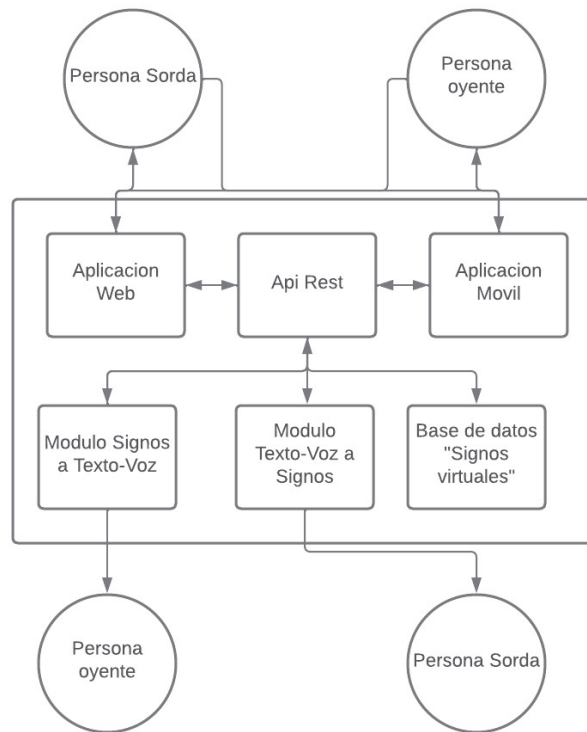 Persona Sorda
Persona
oyente
Aplicacion
Web
Api Rest
Aplicacion
Movil
Modulo Signos
a Texto-Voz
Modulo
Texto-Voz a
Signos
Base de datos
"Signos
virtuales"
Persona
oyente
Persona Sorda